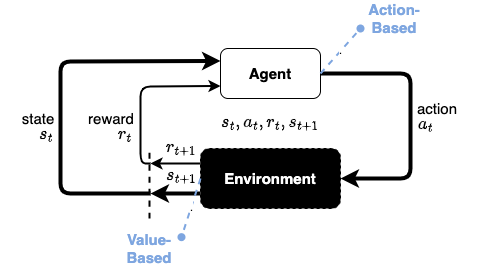 Action-
Based
Agent
state
s_t
reward
r_t
action
a_t
s_t, a_t, r_t, s_{t+1}
r_{t+1}
s_{t+1}
Environment
Value-
Based